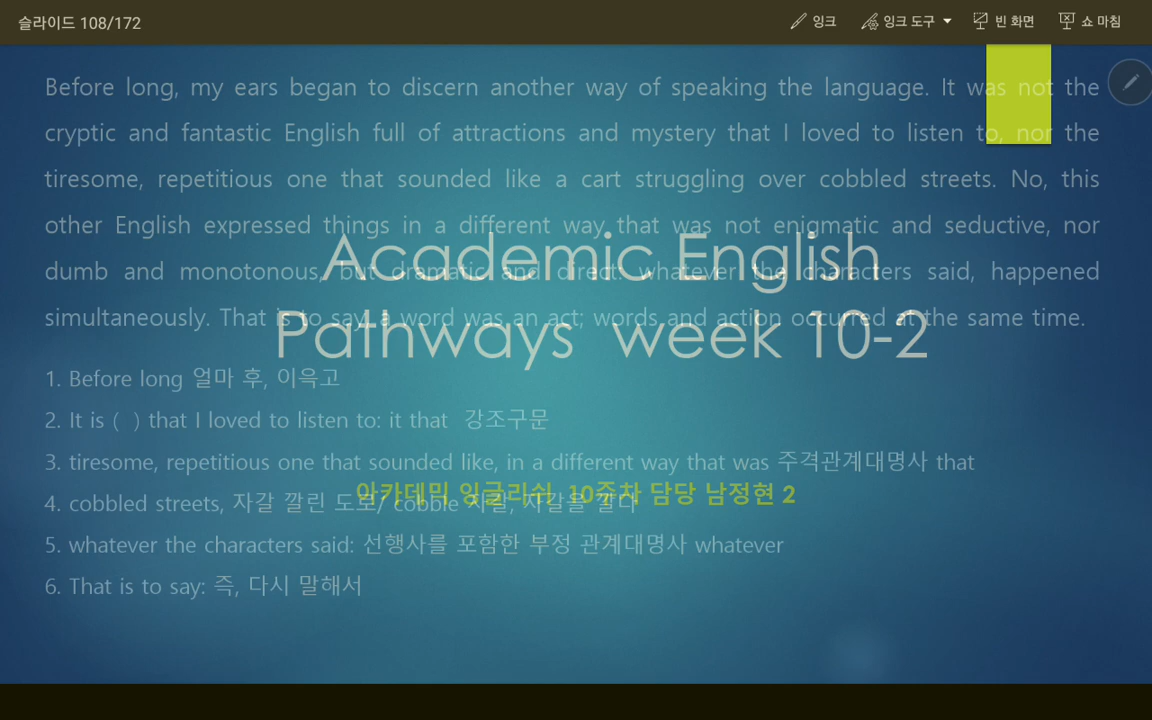 슬라이드 108/172
잉크
잉크 도구
빈 화면
쇼 마침
Before long, my ears began to discern another way of speaking the language. It was not the
cryptic and fantastic English full of attractions and mystery that I loved to listen to, nor the
tiresome, repetitious one that sounded like a cart struggling over cobbled streets. No, this
other English expressed things in a different way that was not enigmatic and seductive, nor
dumb and monotonous, but dramatic and direct: whatever the characters said, happened
simultaneously. That is to say, a word was an act; words and action occurred at the same time.
Academic English
Pathways week 10-2
1. Before long 얼마 후, 이윽고
2. It is ( ) that I loved to listen to: it that 강조구문
3. tiresome, repetitious one that sounded like, in a different way that was 주격관계대명사 that
아카데믹 잉글리쉬 10주차 담당 남정현 2
4. cobbled streets, 자갈 깔린 도로/ cobble 자갈, 자갈을 깔다
5. whatever the characters said: 선행사를 포함한 부정 관계대명사 whatever
6. That is to say: 즉, 다시 말해서